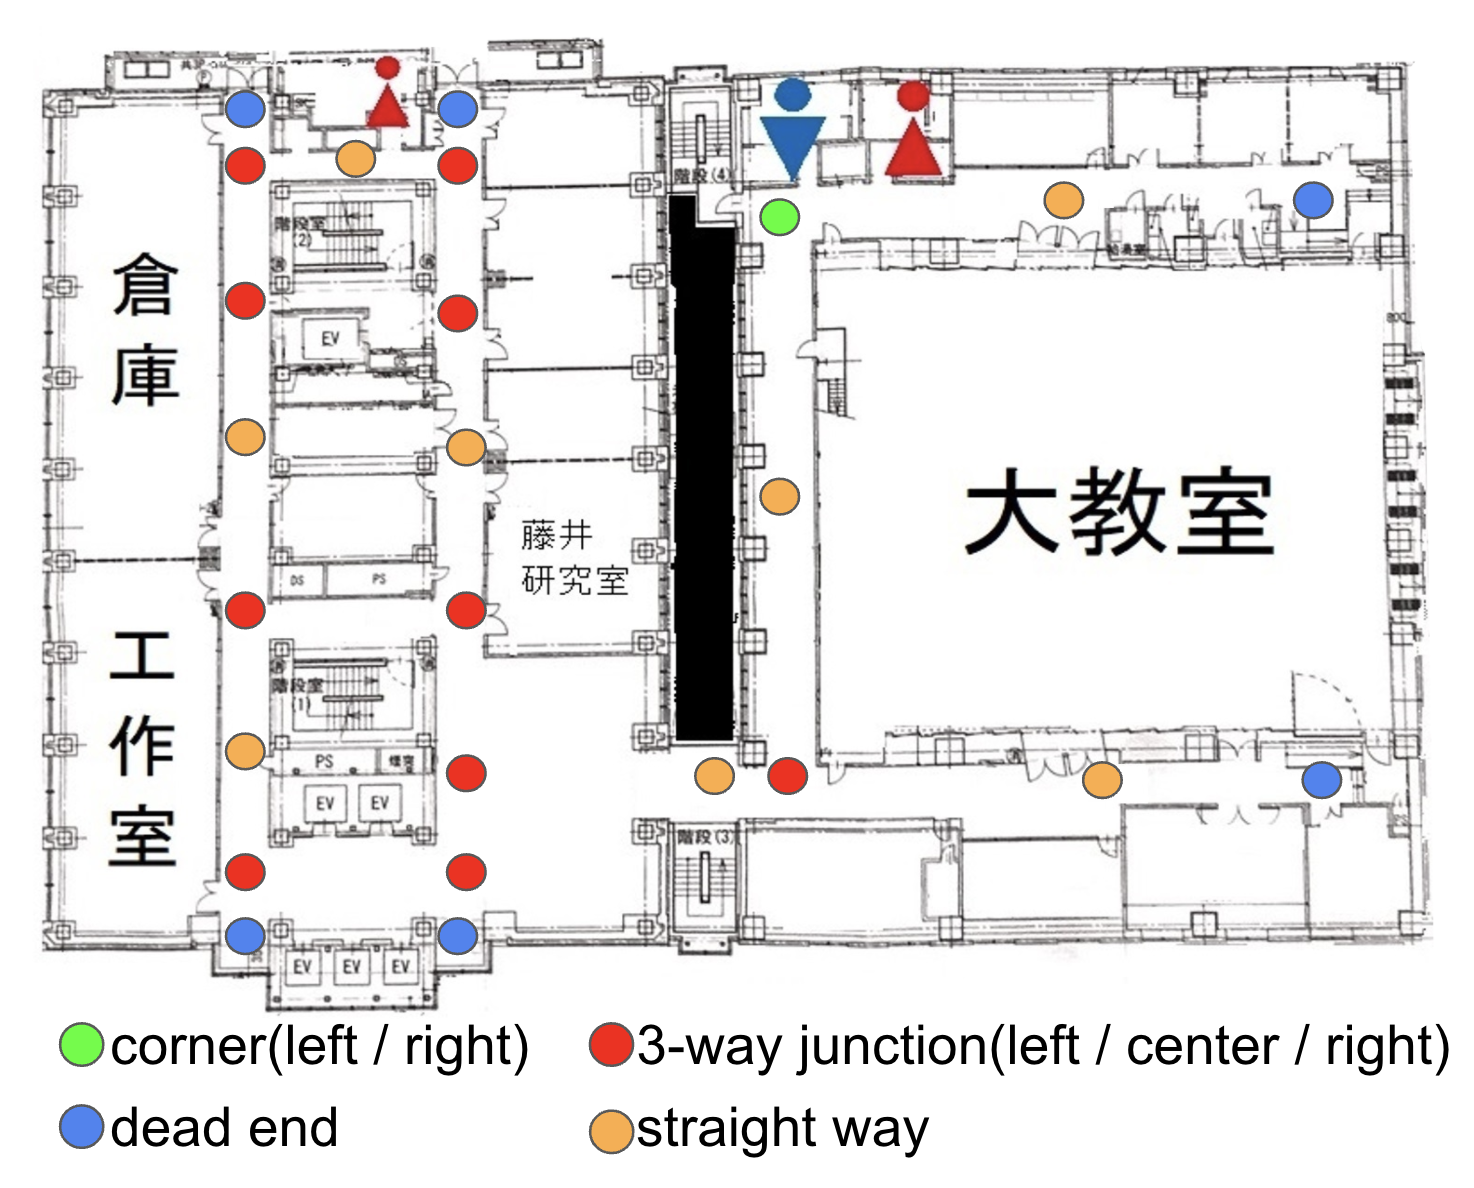 階段(4)
階段室
(2)
倉
庫
EV
大教室
藤井
研究室
DS
PS
工
作
室
階段室
(1)
PS
EV
EV
階段(3)
EV
EV
EV
corner(left / right)
3-way junction(left / center / right)
dead end
straight way